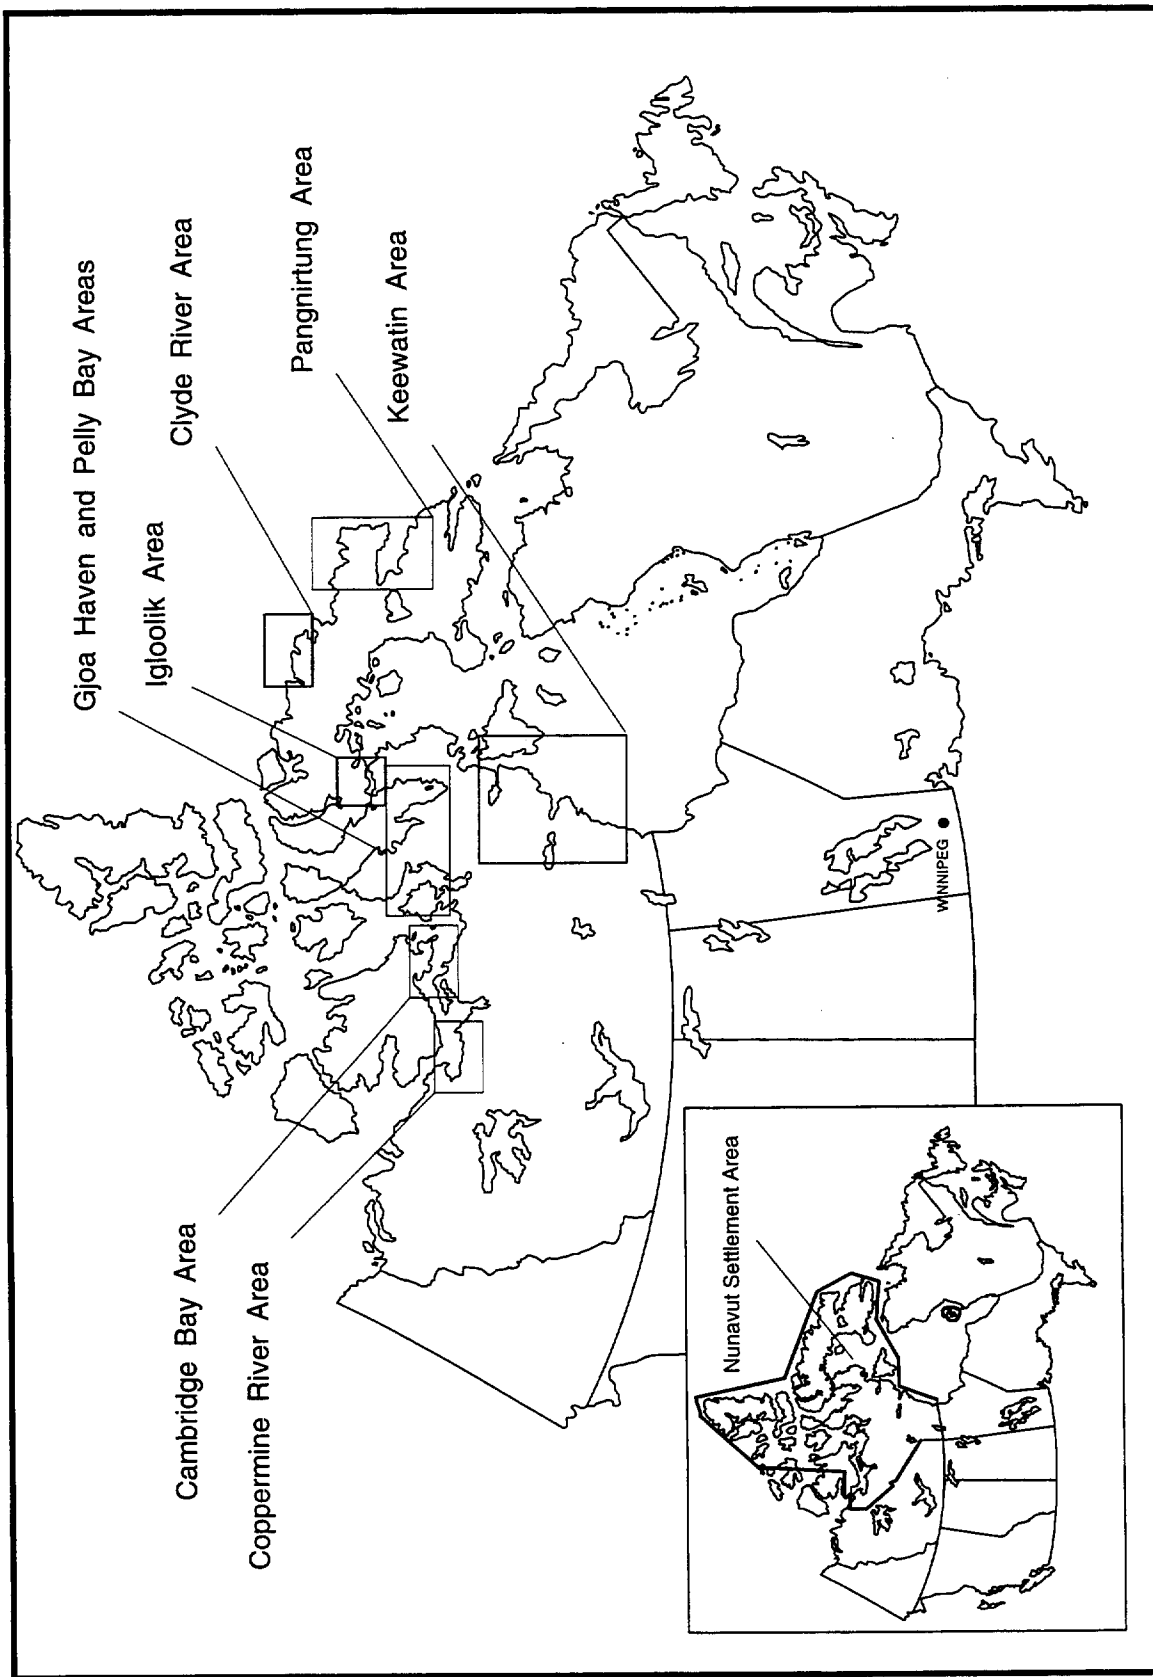 Gjoa Haven and Pelly Bay Areas
Igloolik Area
Clyde River Area
Pangnirtung Area
Keewatin Area
Cambridge Bay Area
Coppermine River Area
WINNIPEG
Nunavut Settlement Area